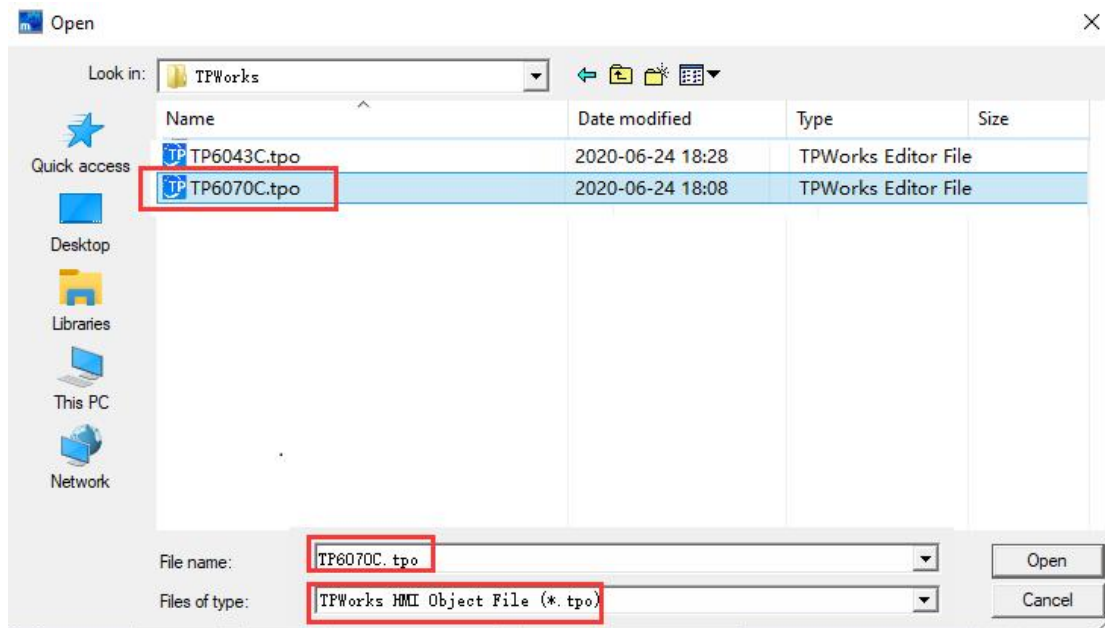 Open
Look in: TPWorks
Name Date modified Type Size
TP6043C.tpo 2020-06-24 18:28 TPWorks Editor File
TP6070C.tpo 2020-06-24 18:08 TPWorks Editor File
Quick access
Desktop
Libraries
This PC
Network
File name: TP6070C.tpo Open
Files of type: TPWorks HMI Object File (*.tpo) Cancel